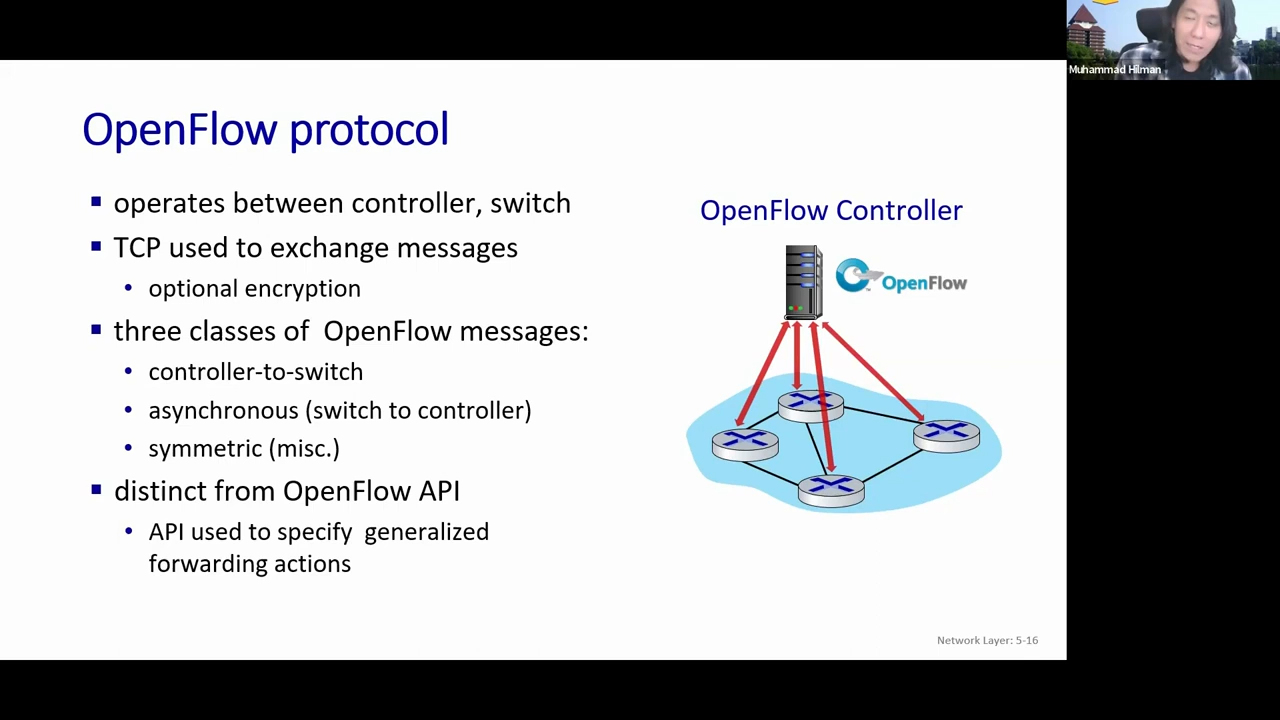 Muhammad Hilman
OpenFlow protocol
operates between controller, switch
TCP used to exchange messages
optional encryption
three classes of OpenFlow messages:
controller-to-switch
asynchronous (switch to controller)
symmetric (misc.)
distinct from OpenFlow API
API used to specify generalized
forwarding actions
OpenFlow Controller
OpenFlow
Network Layer: 5-16